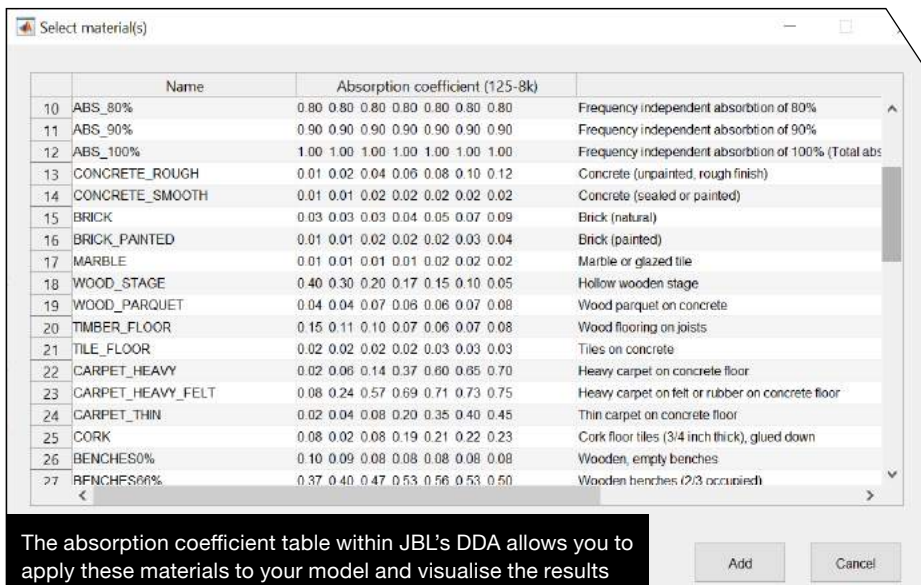 Select material(s)
Name Absorption coefficient (125-8k)
10 ABS_80% 0.80 0.80 0.80 0.80 0.80 0.80 0.80 Frequency independent absorbtion of 80%
11 ABS_90% 0.90 0.90 0.90 0.90 0.90 0.90 0.90 Frequency independent absorbtion of 90%
12 ABS_100% 1.00 1.00 1.00 1.00 1.00 1.00 1.00 Frequency independent absorbtion of 100% (Total abs
13 CONCRETE_ROUGH 0.01 0.02 0.04 0.06 0.08 0.10 0.12 Concrete (unpainted, rough finish)
14 CONCRETE_SMOOTH 0.01 0.01 0.02 0.02 0.02 0.02 0.02 Concrete (sealed or painted)
15 BRICK 0.03 0.03 0.03 0.04 0.05 0.07 0.09 Brick (natural)
16 BRICK_PAINTED 0.01 0.01 0.02 0.02 0.02 0.03 0.04 Brick (painted)
17 MARBLE 0.01 0.01 0.01 0.01 0.02 0.02 0.02 Marble or glazed tile
18 WOOD_STAGE 0.40 0.30 0.20 0.17 0.15 0.10 0.05 Hollow wooden stage
19 WOOD_PARQUET 0.04 0.04 0.07 0.06 0.06 0.07 0.08 Wood parquet on concrete
20 TIMBER_FLOOR 0.15 0.11 0.10 0.07 0.06 0.07 0.08 Wood flooring on joists
21 TILE_FLOOR 0.02 0.02 0.02 0.02 0.03 0.03 0.03 Tiles on concrete
22 CARPET_HEAVY 0.02 0.06 0.14 0.37 0.60 0.65 0.70 Heavy carpet on concrete floor
23 CARPET_HEAVY_FELT 0.08 0.24 0.57 0.69 0.71 0.73 0.75 Heavy carpet on felt or rubber on concrete floor
24 CARPET_THIN 0.02 0.04 0.08 0.20 0.35 0.40 0.45 Thin carpet on concrete floor
25 CORK 0.08 0.02 0.08 0.19 0.21 0.22 0.23 Cork floor tiles (3/4 inch thick), glued down
26 BENCHES0% 0.10 0.09 0.08 0.08 0.08 0.08 0.08 Wooden, empty benches
27 BENCHES66% 0.37 0.40 0.47 0.53 0.56 0.53 0.50 Wooden benches (2/3 occupied)
The absorption coefficient table within JBL's DDA allows you to
apply these materials to your model and visualise the results
Add Cancel